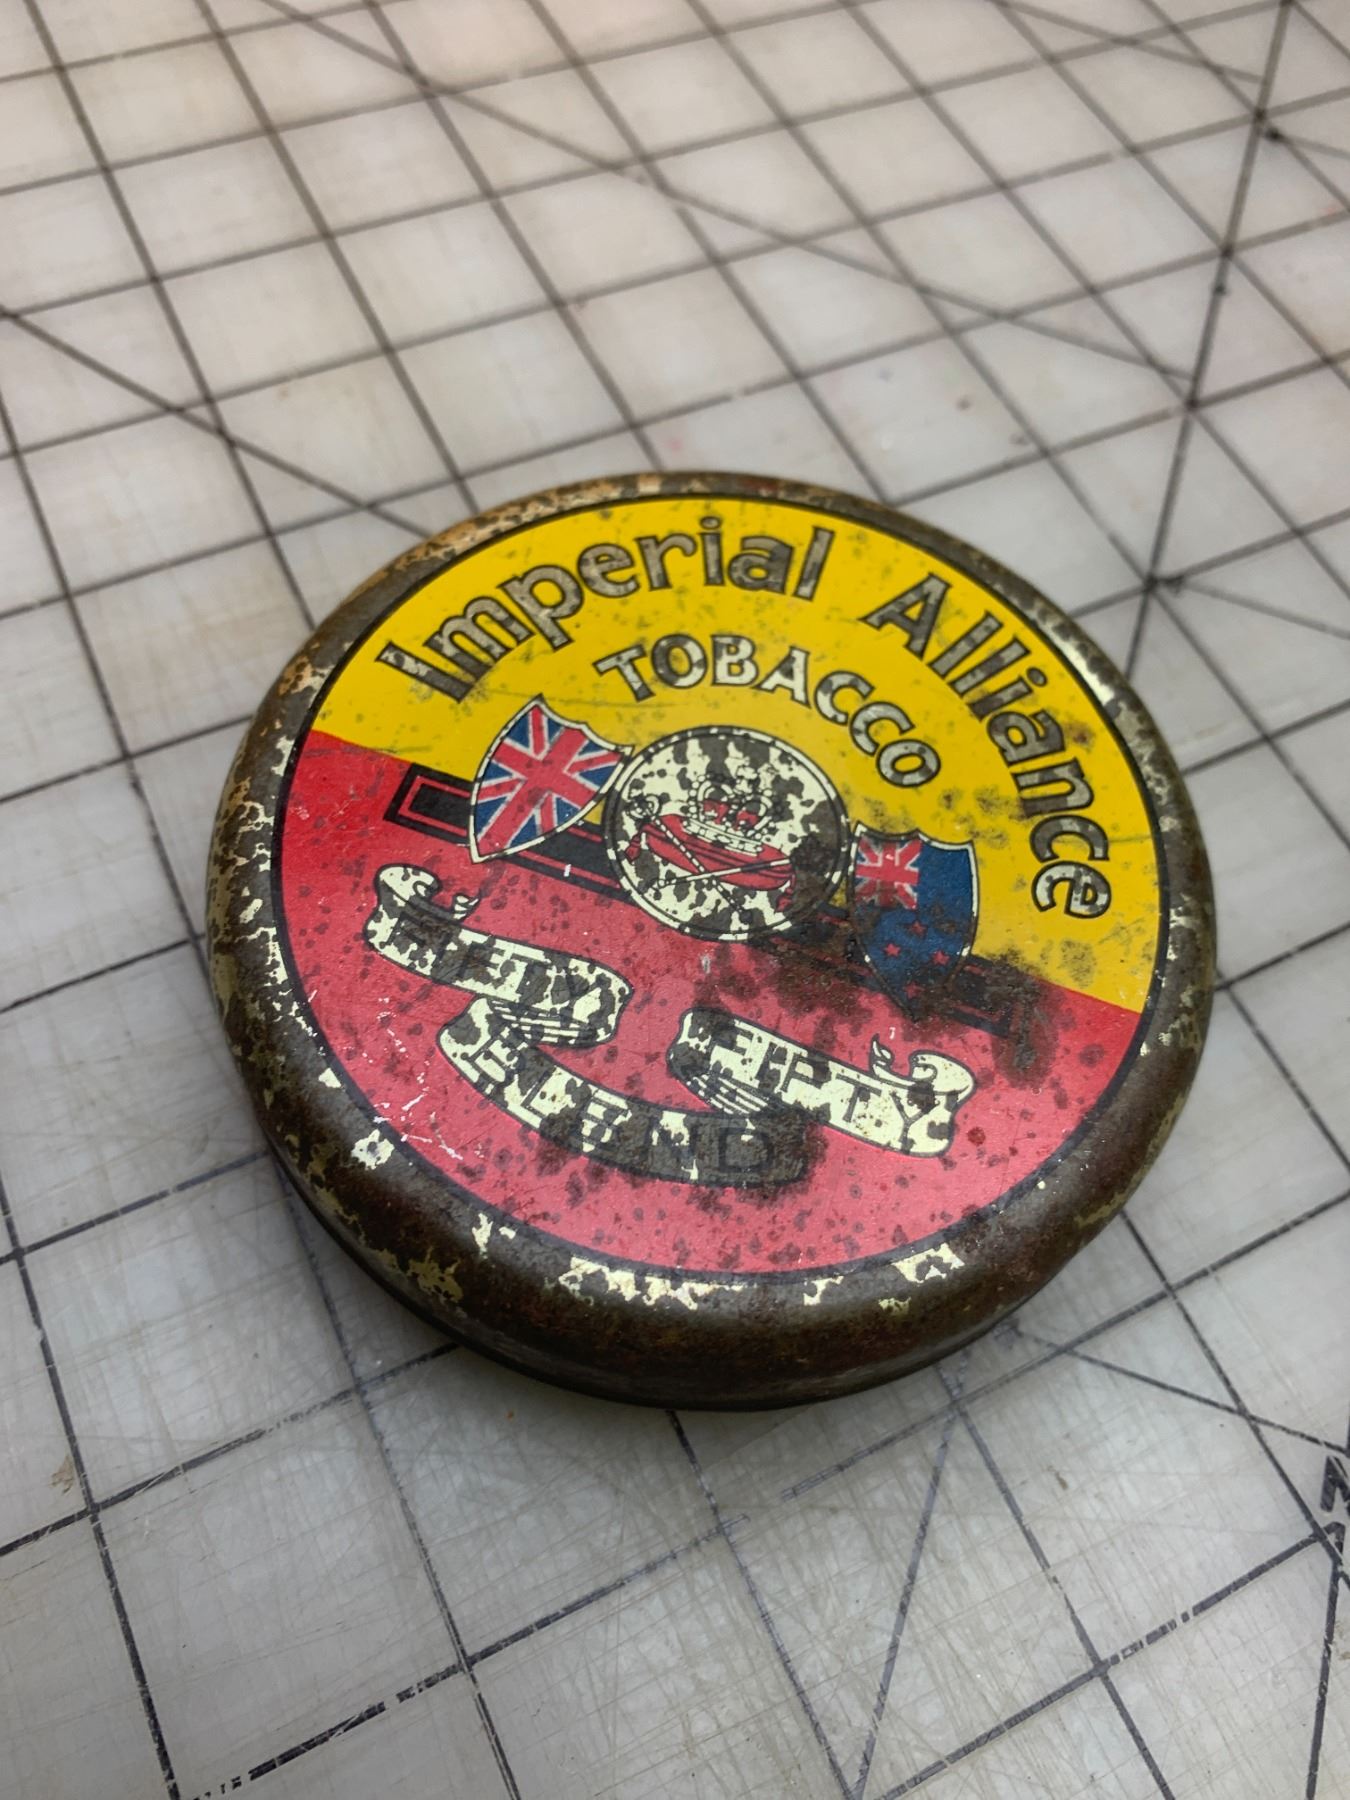 Imperial Alliance
TOBACCO
FIFTY FIFTY
BLEND